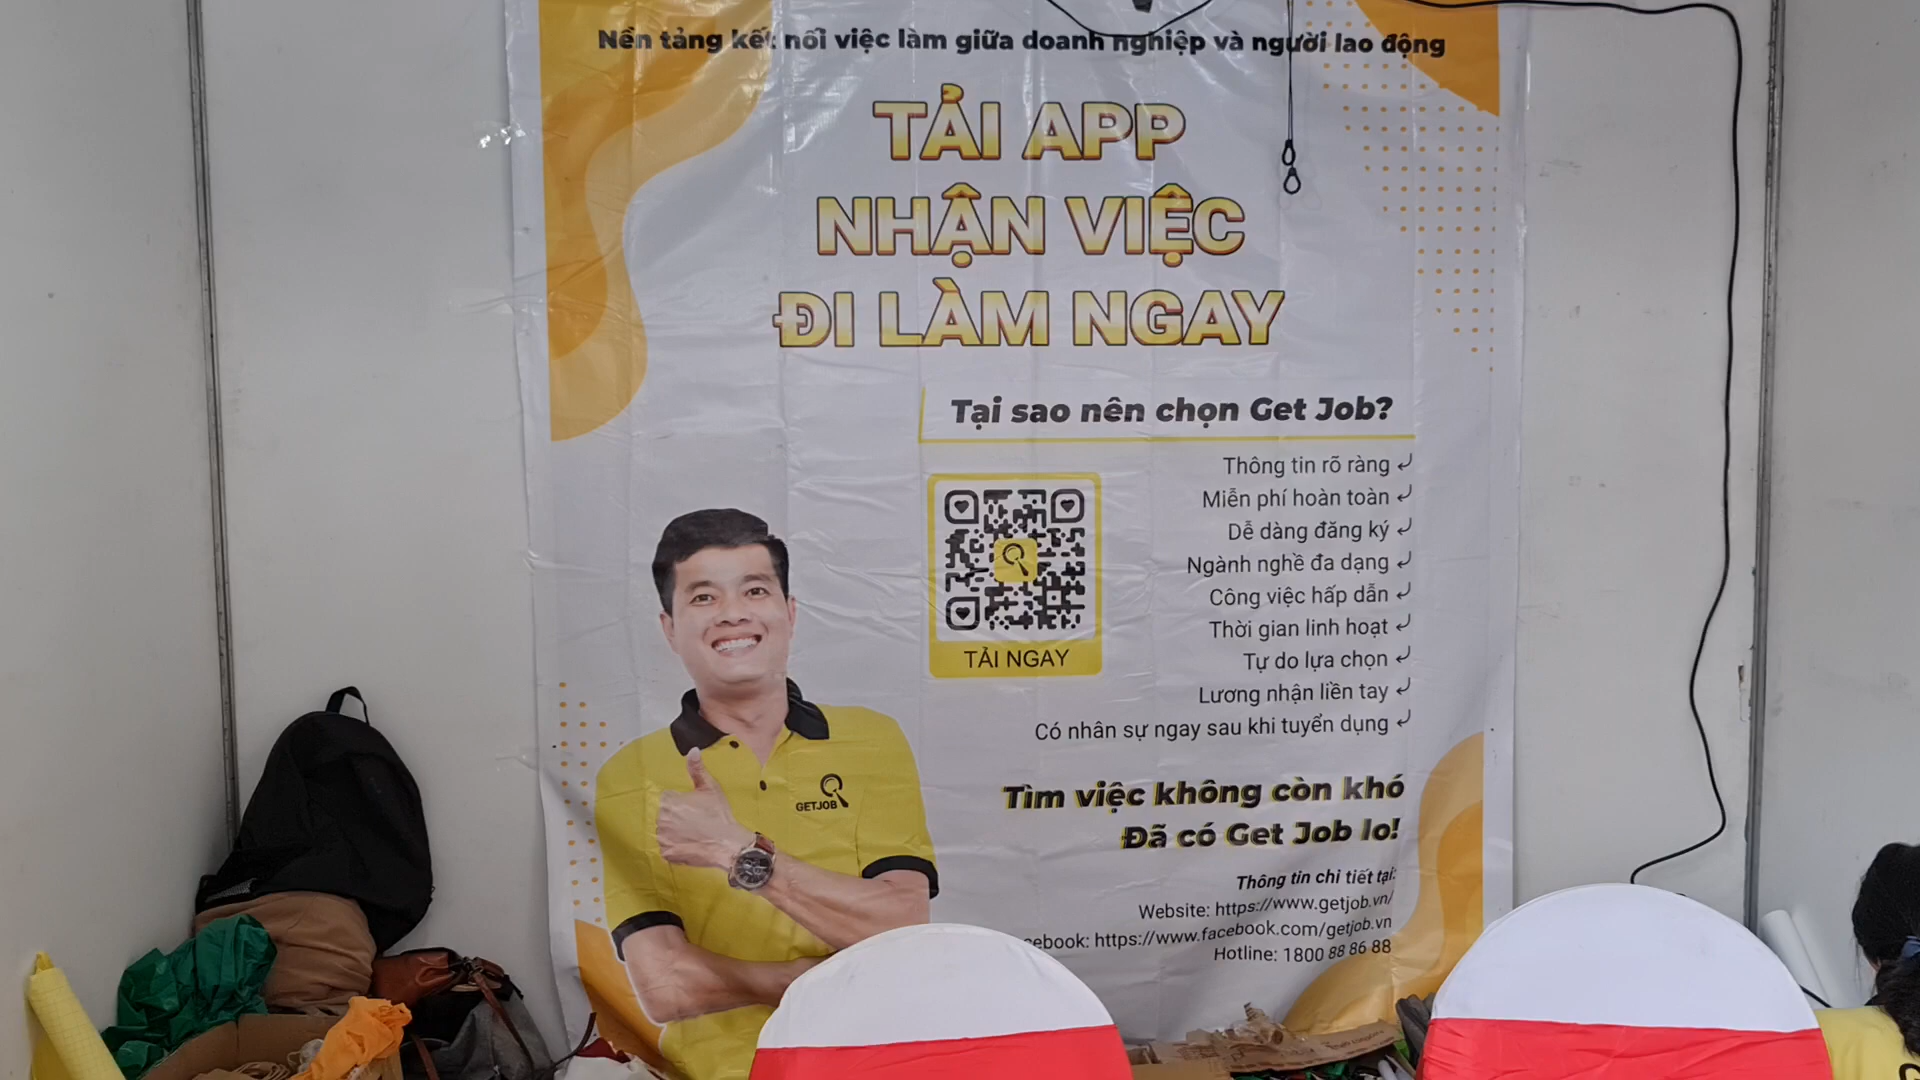 Nền tảng kết nối việc làm giữa doanh nghiệp và người lao động
TẢI APP
NHẬN VIỆC
ĐI LÀM NGAY
Tại sao nên chọn Get Job?
Thông tin rõ ràng
Miễn phí hoàn toàn
Dễ dàng đăng ký
Ngành nghề đa dạng
Công việc hấp dẫn
Thời gian linh hoạt
Tự do lựa chọn
Lương nhận liền tay
Có nhân sự ngay sau khi tuyển dụng
TẢI NGAY
GETJOB
Tìm việc không còn khó
Đã có Get Job lo!
Thông tin chi tiết tại:
Website: https://www.getjob.vn/
cebook: https://www.facebook.com/getjob.vn
Hotline: 1800 88 86 88